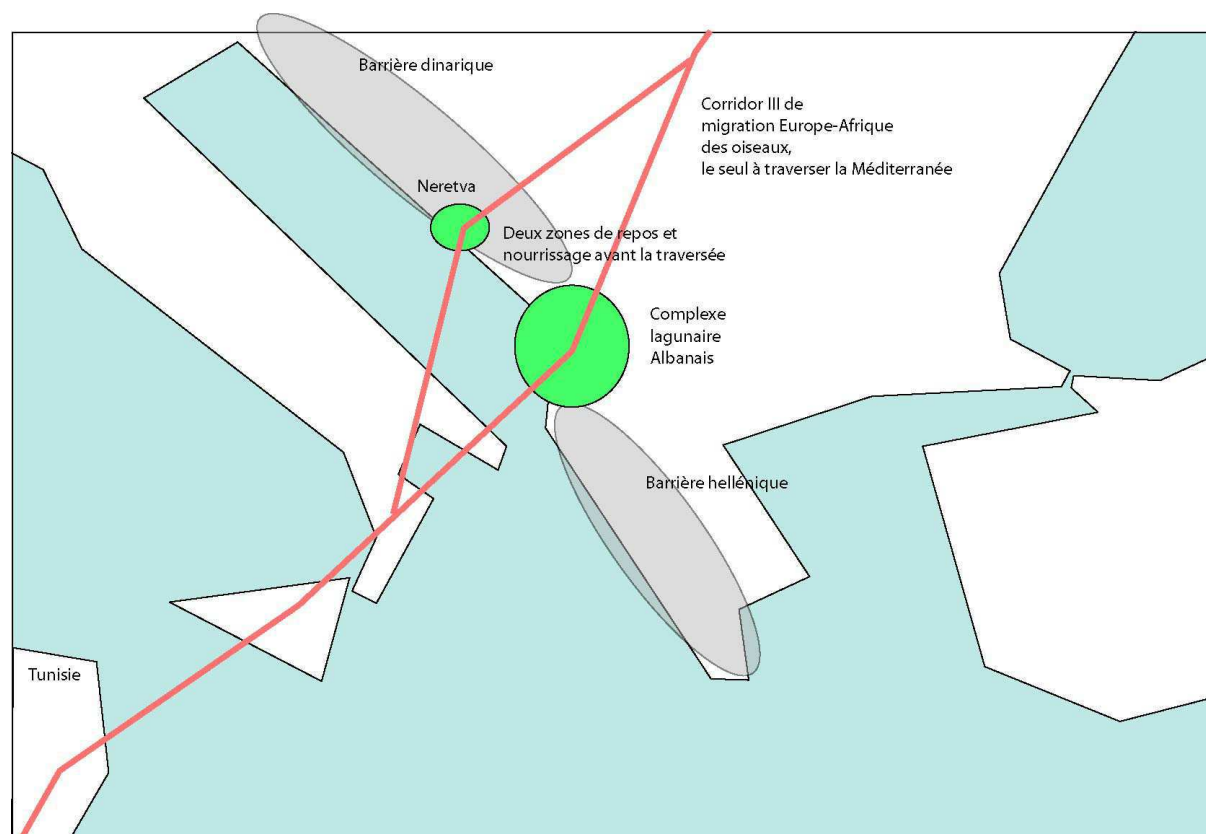 Barrière dinarique
Corridor III de
migration Europe-Afrique
des oiseaux,
le seul à traverser la Méditerranée
Neretva
Deux zones de repos et
nourrissage avant la traversée
Complexe
lagunaire
Albanais
Barrière hellénique
Tunisie